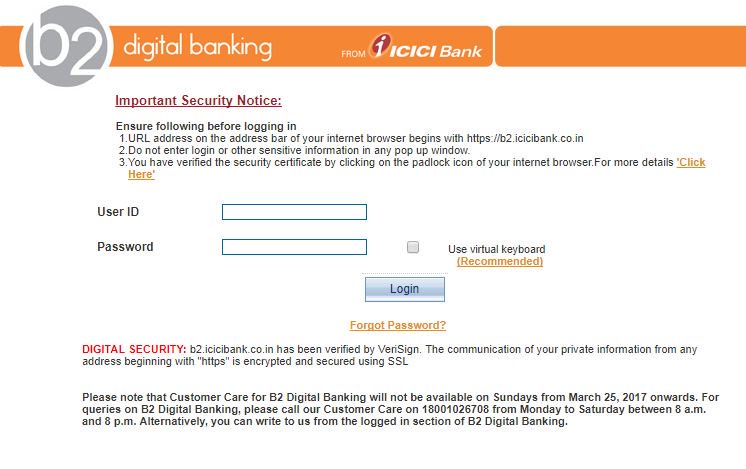 b2 digital banking FROM i ICICI Bank
Important Security Notice:
Ensure following before logging in
1.URL address on the address bar of your internet browser begins with https://b2.icicibank.co.in
2.Do not enter login or other sensitive information in any pop up window.
3.You have verified the security certificate by clicking on the padlock icon of your internet browser.For more details 'Click
Here'
User ID
Password
Use virtual keyboard
(Recommended)
Login
Forgot Password?
DIGITAL SECURITY: b2.icicibank.co.in has been verified by VeriSign. The communication of your private information from any
address beginning with "https" is encrypted and secured using SSL
Please note that Customer Care for B2 Digital Banking will not be available on Sundays from March 25, 2017 onwards. For
queries on B2 Digital Banking, please call our Customer Care on 18001026708 from Monday to Saturday between 8 a.m.
and 8 p.m. Alternatively, you can write to us from the logged in section of B2 Digital Banking.